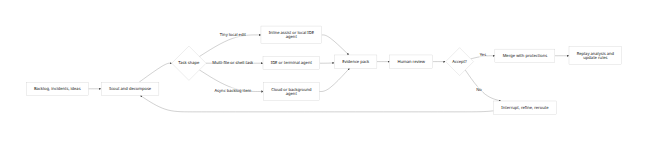 Tiny local edit
Inline assist or local IDE
agent
Task shape
Multi-file or shell task
IDE or terminal agent
Evidence pack
Human review
Accept?
Yes
Merge with protections
Replay analysis and
update rules
Backlog, incidents, ideas
Scout and decompose
Async backlog item
Cloud or background
agent
No
Interrupt, refine, reroute